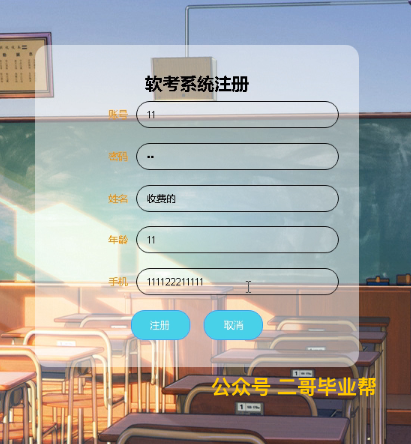 软考系统注册
账号 11
密码 ••
姓名 收费的
年龄 11
手机 111122211111
注册 取消
公众号 二哥毕业帮